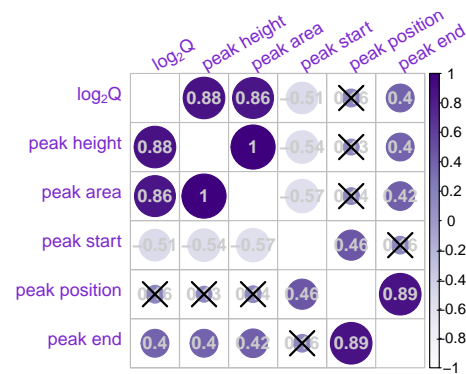 log₂Q peak height peak area peak start peak position peak end
log₂Q 0.88 0.86 −0.51 0.4
peak height 0.88 1 −0.54 0.4
peak area 0.86 1 −0.57 0.42
peak start −0.51 −0.54 −0.57 0.46
peak position 0.46 0.89
peak end 0.4 0.4 0.42 0.89
1
0.8
0.6
0.4
0.2
0
−0.2
−0.4
−0.6
−0.8
−1